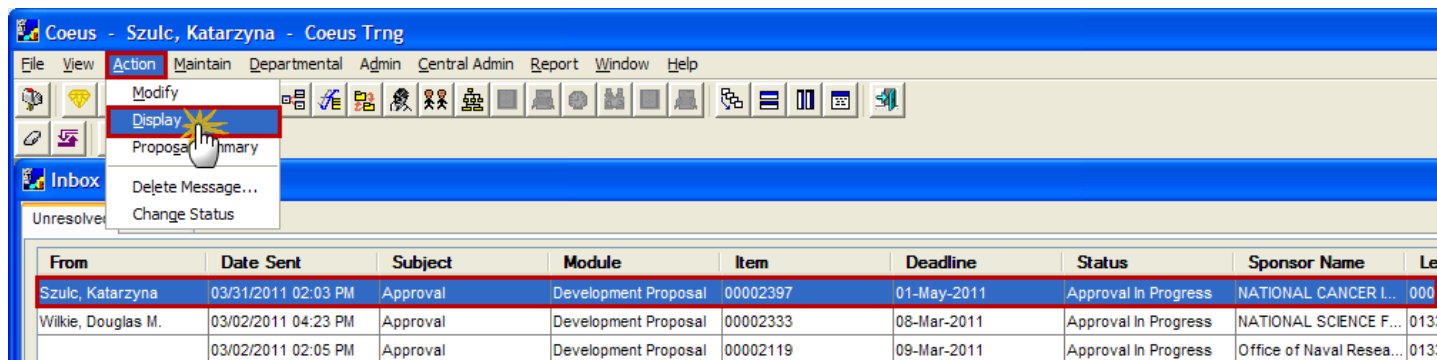 Coeus - Szulc, Katarzyna - Coeus Trng
File View Action Maintain Departmental Admin Central Admin Report Window Help
Modify
Display
Inbox
Delete Message...
Change Status
From Date Sent Subject Module Item Deadline Status Sponsor Name
Szulc, Katarzyna 03/31/2011 02:03 PM Approval Development Proposal 00002397 01-May-2011 Approval In Progress NATIONAL CANCER I... 000
Wilkie, Douglas M. 03/02/2011 04:23 PM Approval Development Proposal 00002333 08-Mar-2011 Approval In Progress NATIONAL SCIENCE F... 013
03/02/2011 02:05 PM Approval Development Proposal 00002119 09-Mar-2011 Approval In Progress Office of Naval Resea... 013